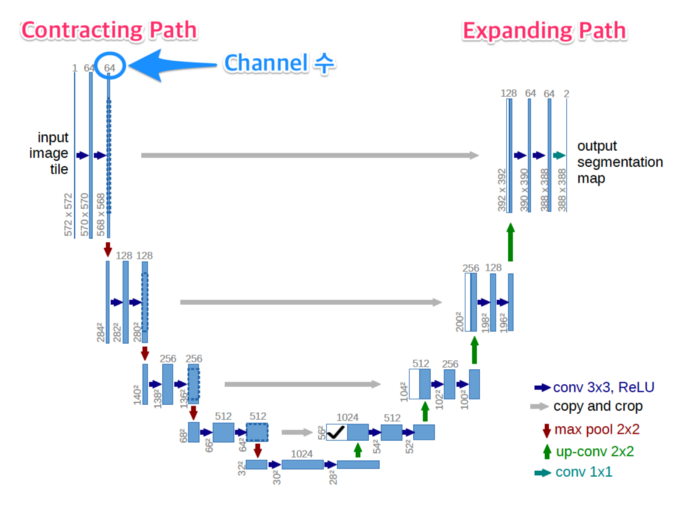 Contracting Path
Expanding Path
Channel 수
1 64 64
input
image
tile
572 x 572
570 x 570
568 x 568
128 64 64 2
output
segmentation
map
392 x 392
390 x 390
388 x 388
388 x 388
128 128
284²
282²
280²
256 128
200²
198²
196²
256 256
140²
138²
136²
512 256
104²
102²
100²
512 512
68²
66²
64²
1024 512
56²
54²
52²
1024
32²
30²
28²
conv 3x3, ReLU
copy and crop
max pool 2x2
up-conv 2x2
conv 1x1